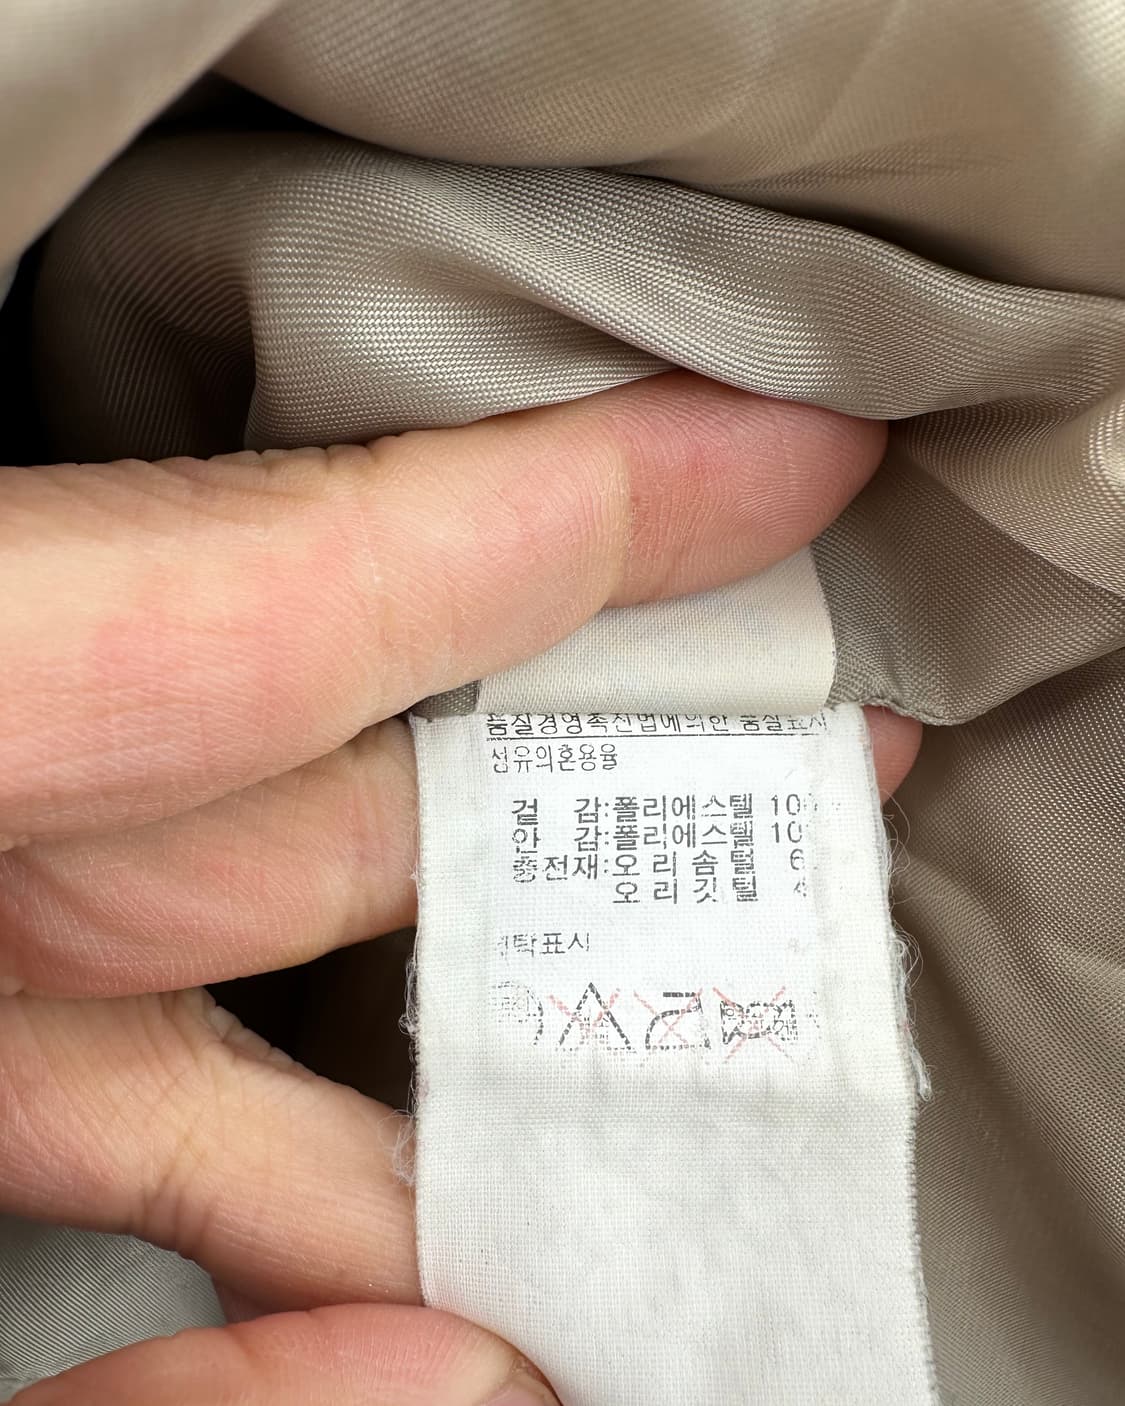 품질경영촉진법에의한 품질표시
섬유의혼용율
겉 감:폴리에스텔
안 감:폴리에스텔
충전재:오리솜털
오리깃털
세탁표시